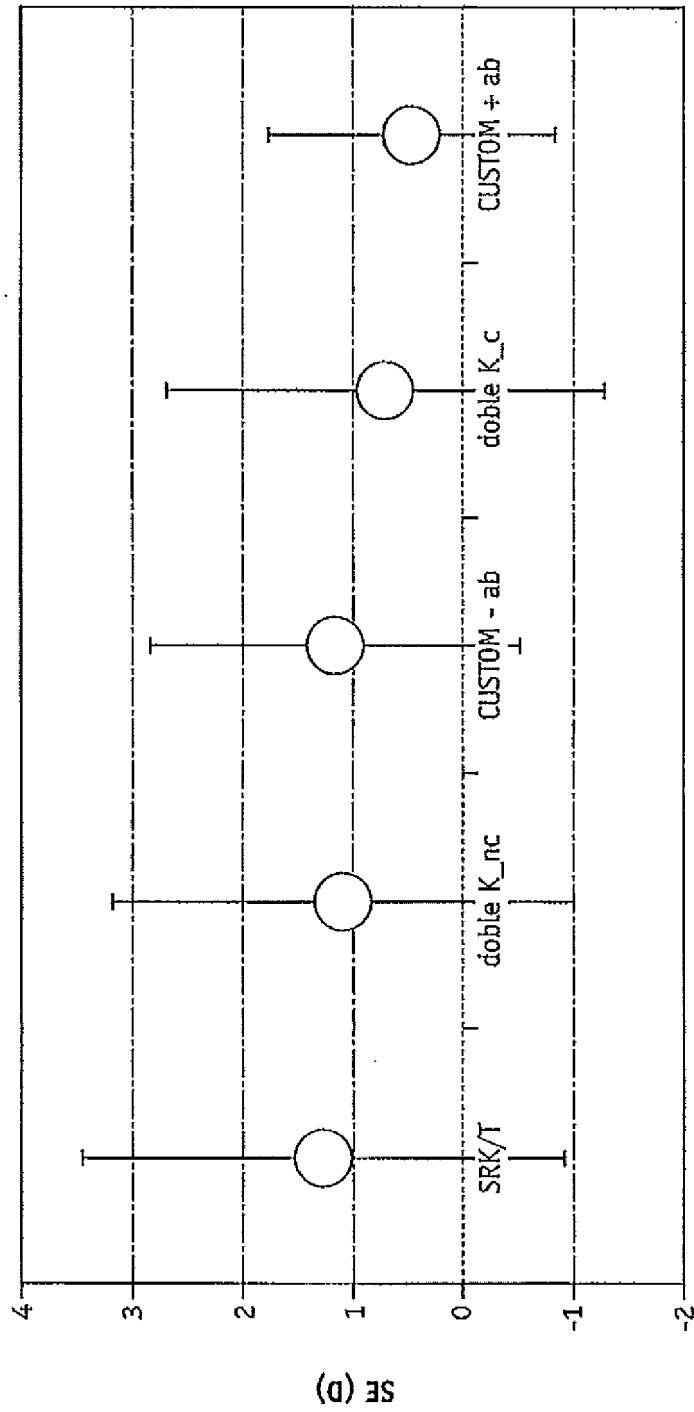 SE (D)
4
3
2
1
0
-1
-2
SRK/T
doble K_nc
CUSTOM - ab
doble K_c
CUSTOM + ab